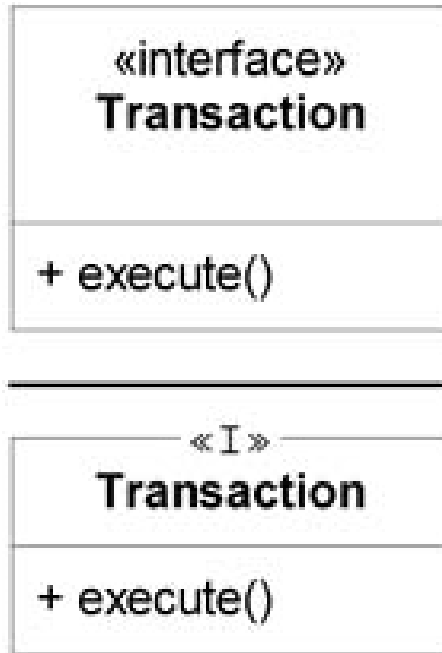 «interface»
Transaction
+ execute()
«I»
Transaction
+ execute()